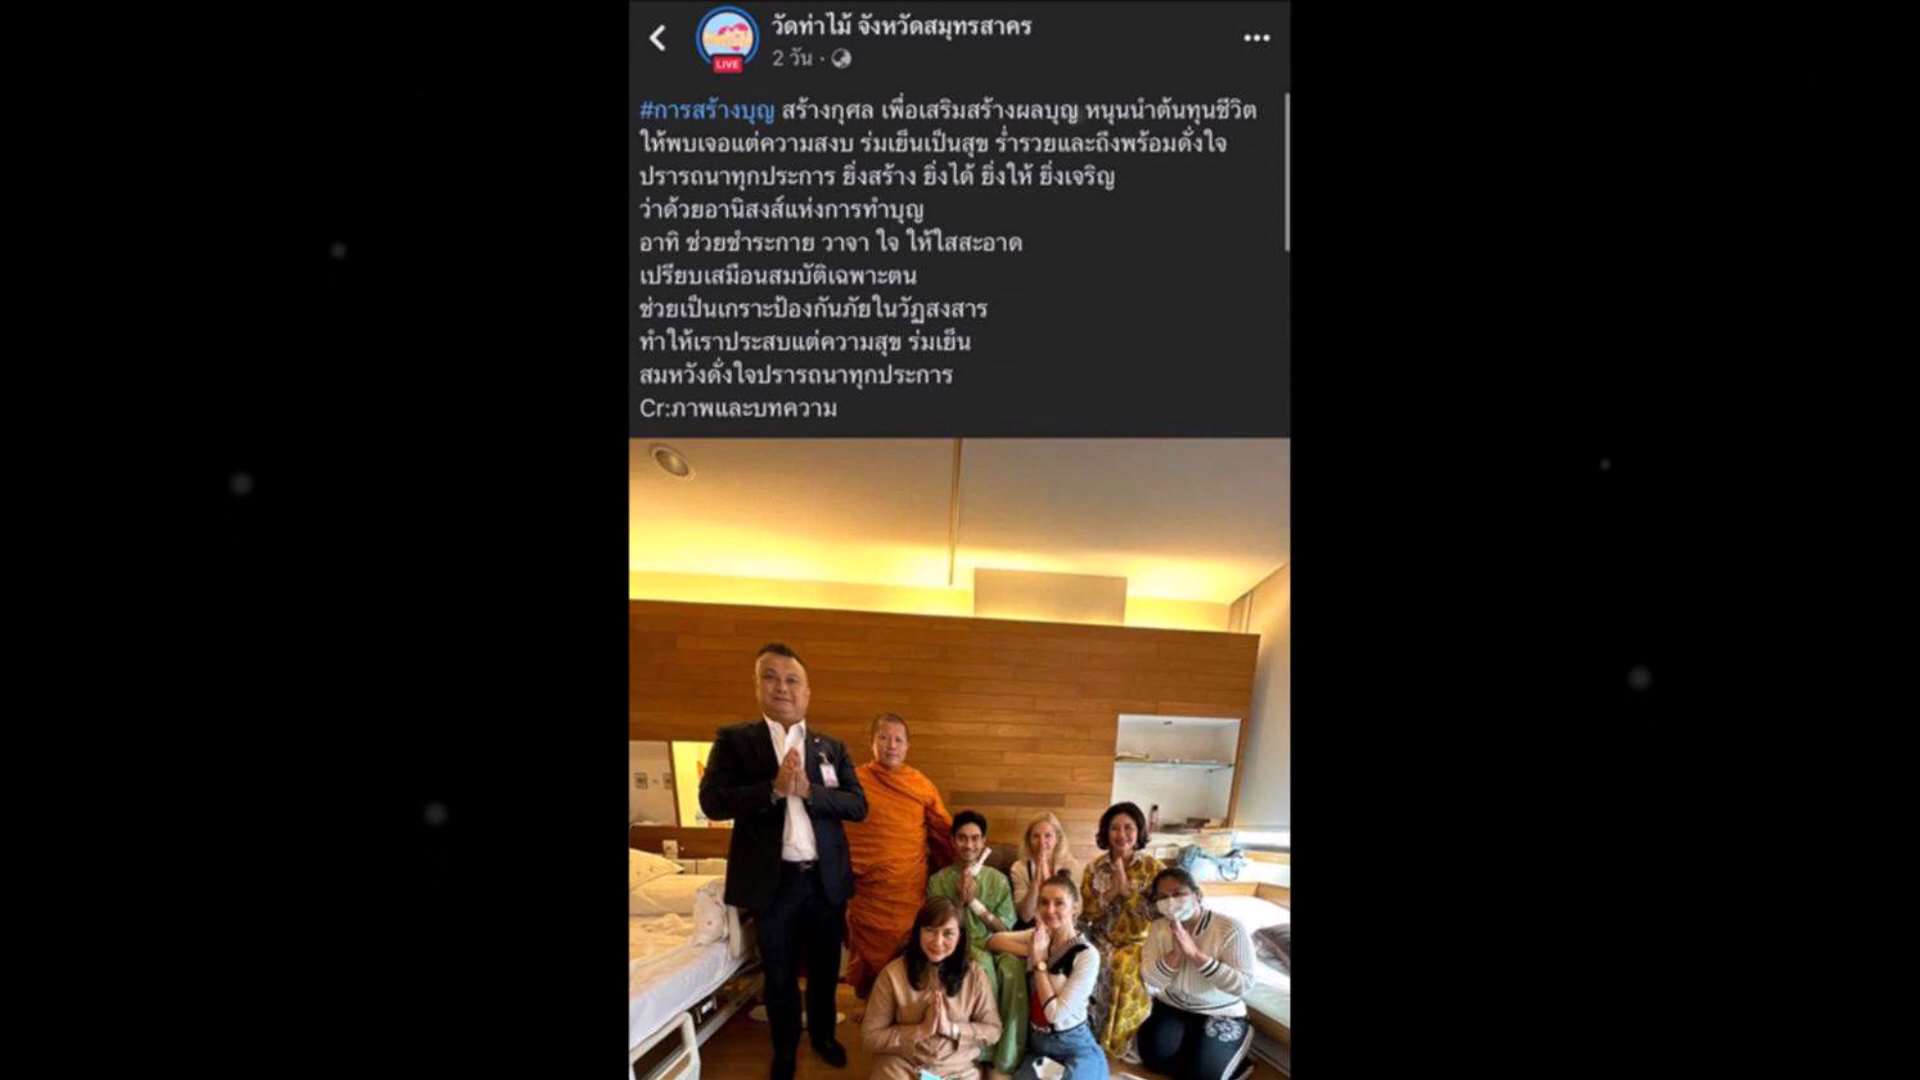 วัดท่าไม้ จังหวัดสมุทรสาคร
LIVE
2 วัน ·
#การสร้างบุญ สร้างกุศล เพื่อเสริมสร้างผลบุญ หนุนนำต้นทุนชีวิต
ให้พบเจอแต่ความสงบ ร่มเย็นเป็นสุข ร่ำรวยและถึงพร้อมดั่งใจ
ปรารถนาทุกประการ ยิ่งสร้าง ยิ่งได้ ยิ่งให้ ยิ่งเจริญ
ว่าด้วยอานิสงส์แห่งการทำบุญ
อาทิ ช่วยชำระกาย วาจา ใจ ให้ใสสะอาด
เปรียบเสมือนสมบัติเฉพาะตน
ช่วยเป็นเกราะป้องกันภัยในวัฏสงสาร
ทำให้เราประสบแต่ความสุข ร่มเย็น
สมหวังดั่งใจปรารถนาทุกประการ
Cr:ภาพและบทความ